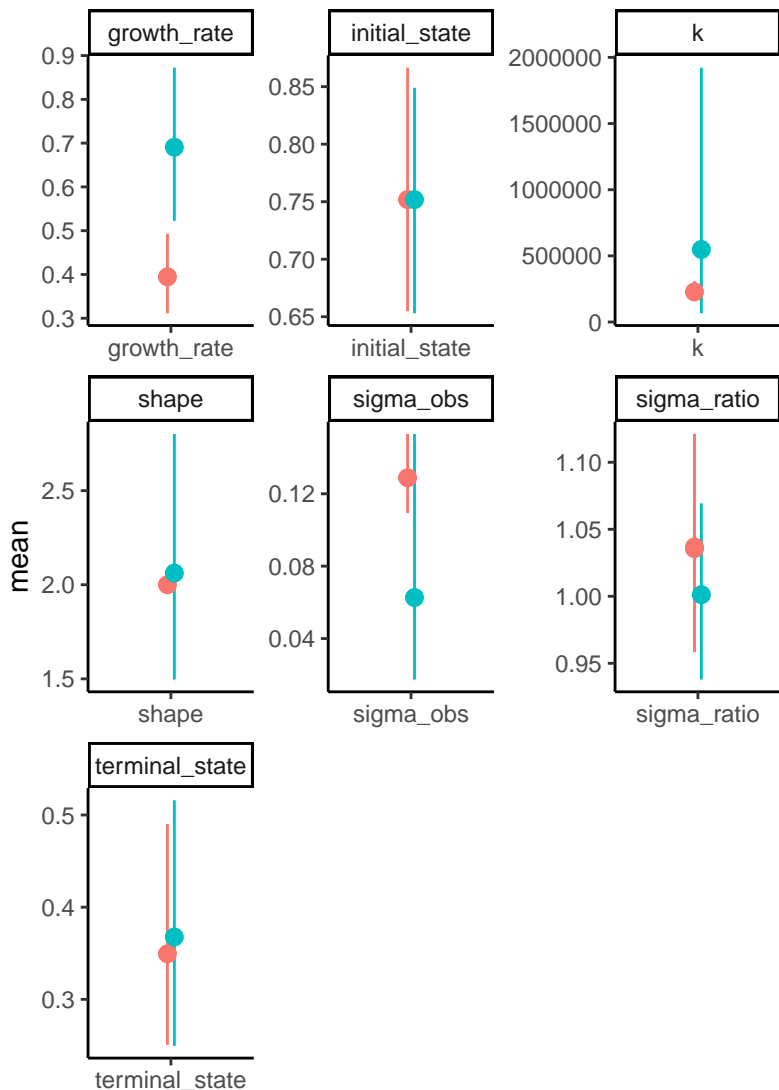 growth_rate
0.9
0.8
0.7
0.6
0.5
0.4
0.3
growth_rate
initial_state
0.85
0.80
0.75
0.70
0.65
initial_state
k
2000000
1500000
1000000
500000
0
k
mean
shape
2.5
2.0
1.5
shape
sigma_obs
0.12
0.08
0.04
sigma_obs
sigma_ratio
1.10
1.05
1.00
0.95
sigma_ratio
terminal_state
0.5
0.4
0.3
terminal_state